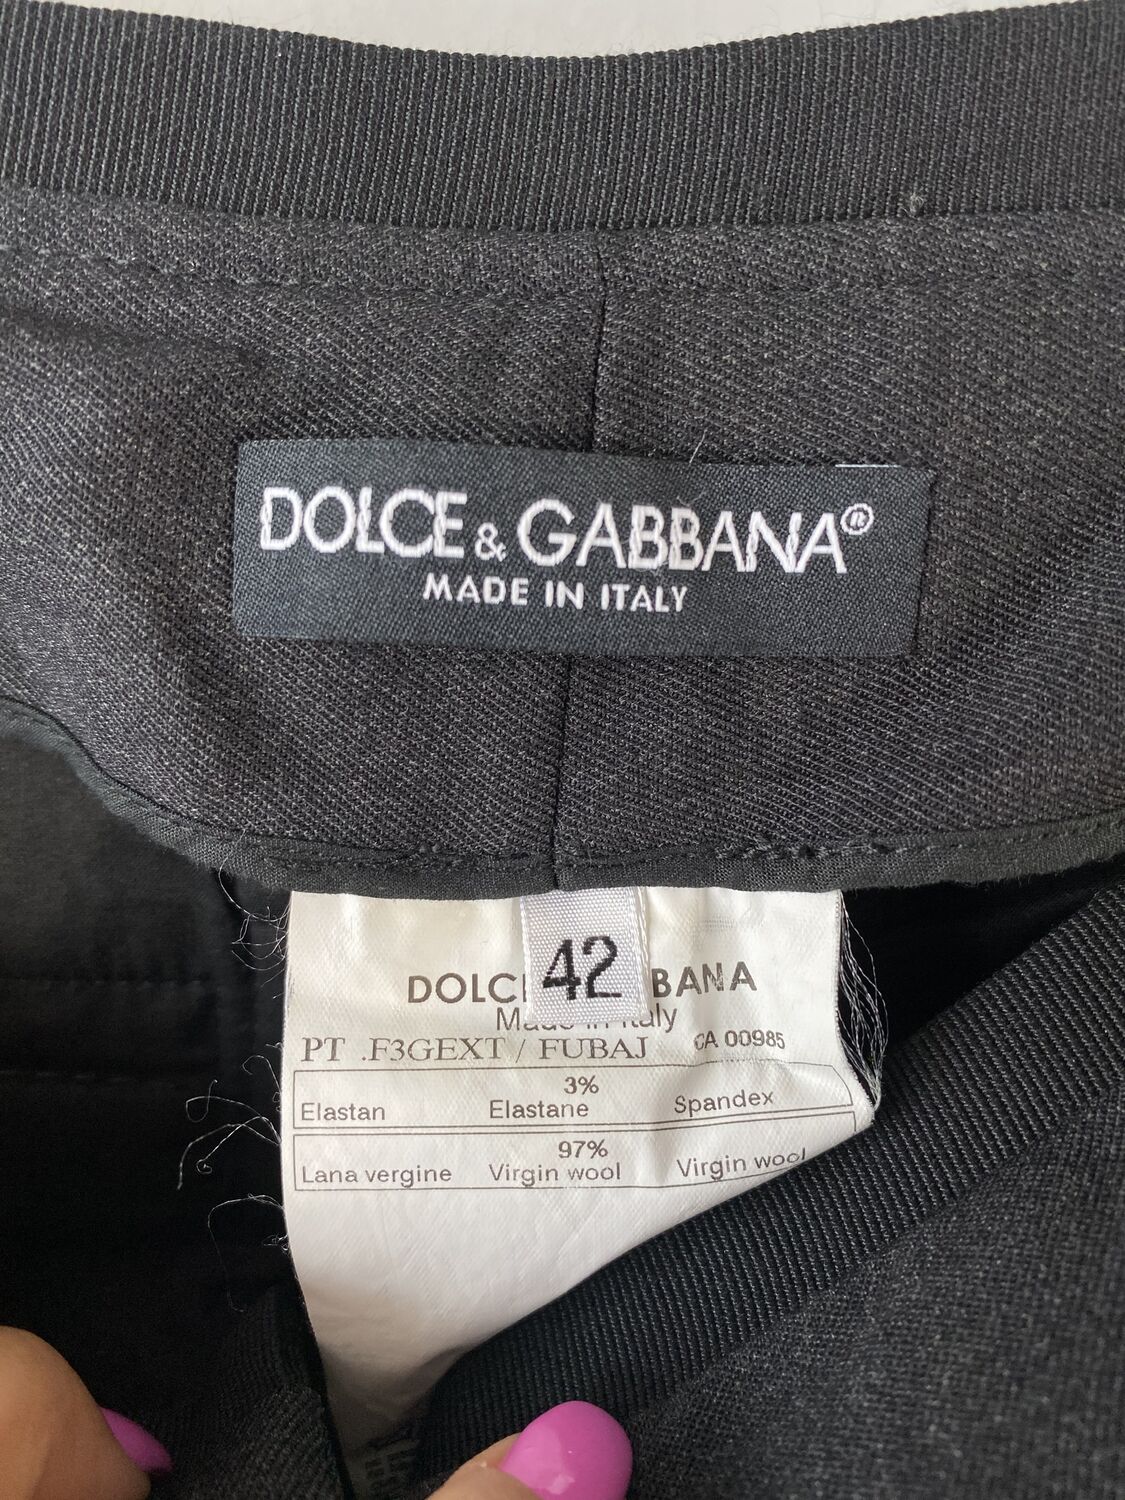 DOLCE & GABBANA®
MADE IN ITALY
42
DOLC BANA
Made in Italy
PT .F3GEXT / FUBAJ CA 00985
3%
Elastan Elastane Spandex
97%
Lana vergine Virgin wool Virgin wool